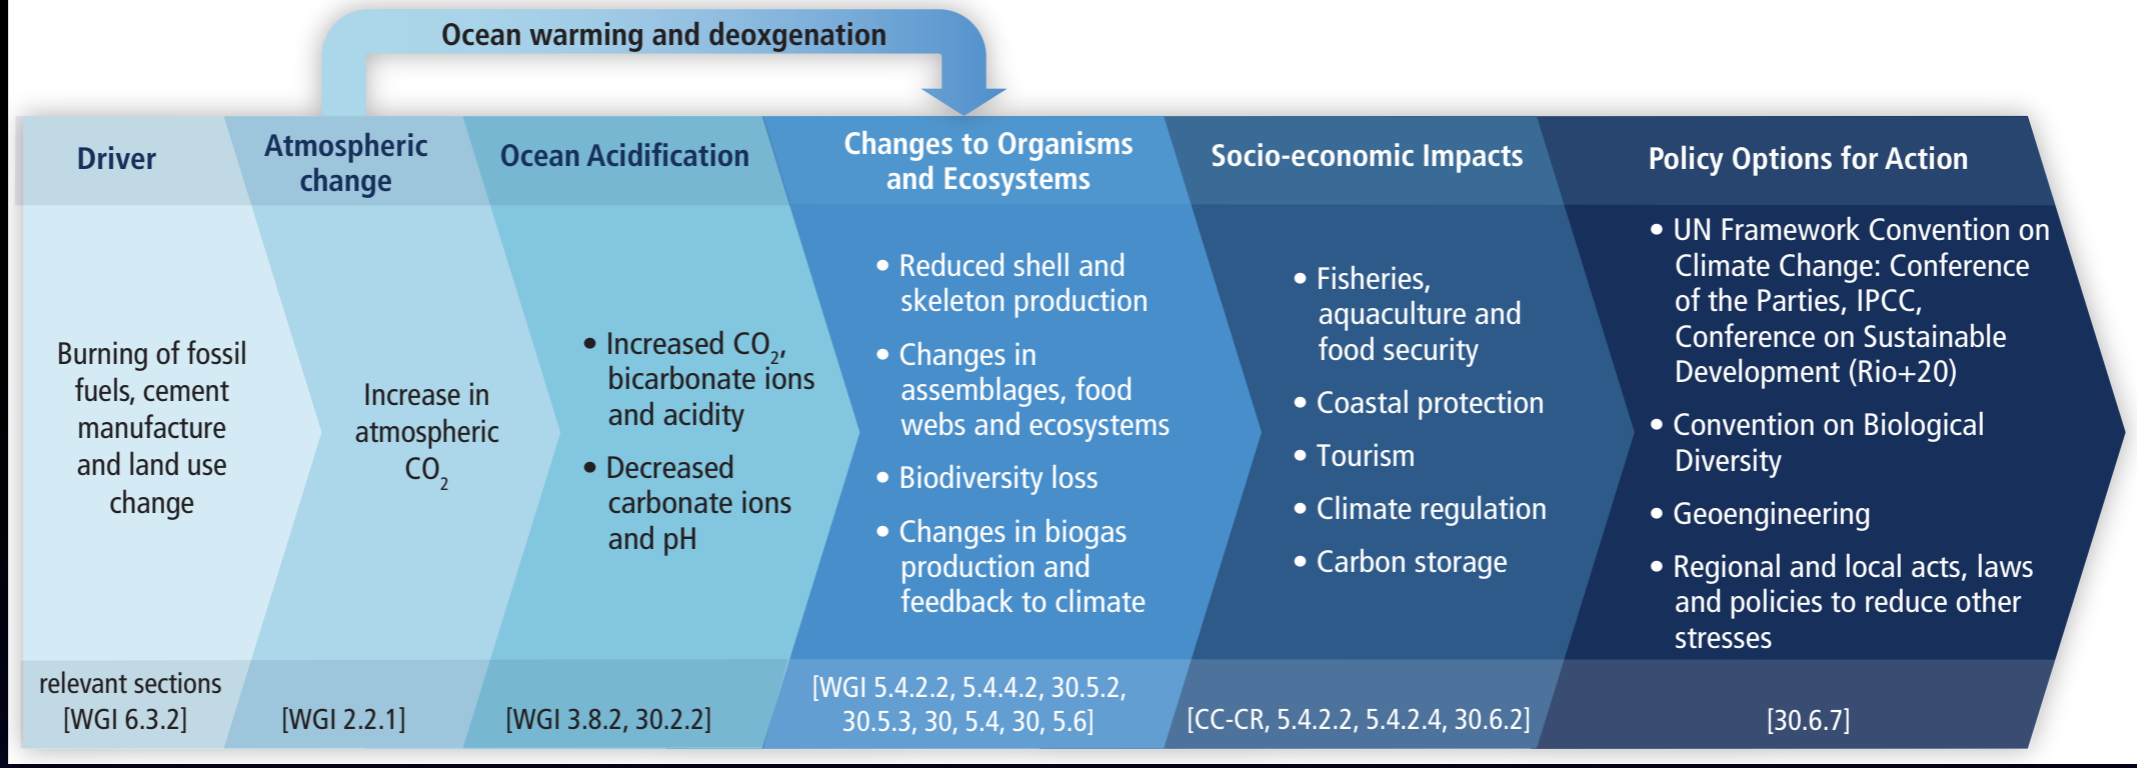 Ocean warming and deoxgenation
Driver
Burning of fossil
fuels, cement
manufacture
and land use
change
relevant sections
[WGI 6.3.2]
Atmospheric
change
Increase in
atmospheric
CO₂
[WGI 2.2.1]
Ocean Acidification
• Increased CO₂,
bicarbonate ions
and acidity
• Decreased
carbonate ions
and pH
[WGI 3.8.2, 30.2.2]
Changes to Organisms
and Ecosystems
• Reduced shell and
skeleton production
• Changes in
assemblages, food
webs and ecosystems
• Biodiversity loss
• Changes in biogas
production and
feedback to climate
[WGI 5.4.2.2, 5.4.4.2, 30.5.2,
30.5.3, 30, 5.4, 30, 5.6]
Socio-economic Impacts
• Fisheries,
aquaculture and
food security
• Coastal protection
• Tourism
• Climate regulation
• Carbon storage
[CC-CR, 5.4.2.2, 5.4.2.4, 30.6.2]
Policy Options for Action
• UN Framework Convention on
Climate Change: Conference
of the Parties, IPCC,
Conference on Sustainable
Development (Rio+20)
• Convention on Biological
Diversity
• Geoengineering
• Regional and local acts, laws
and policies to reduce other
stresses
[30.6.7]